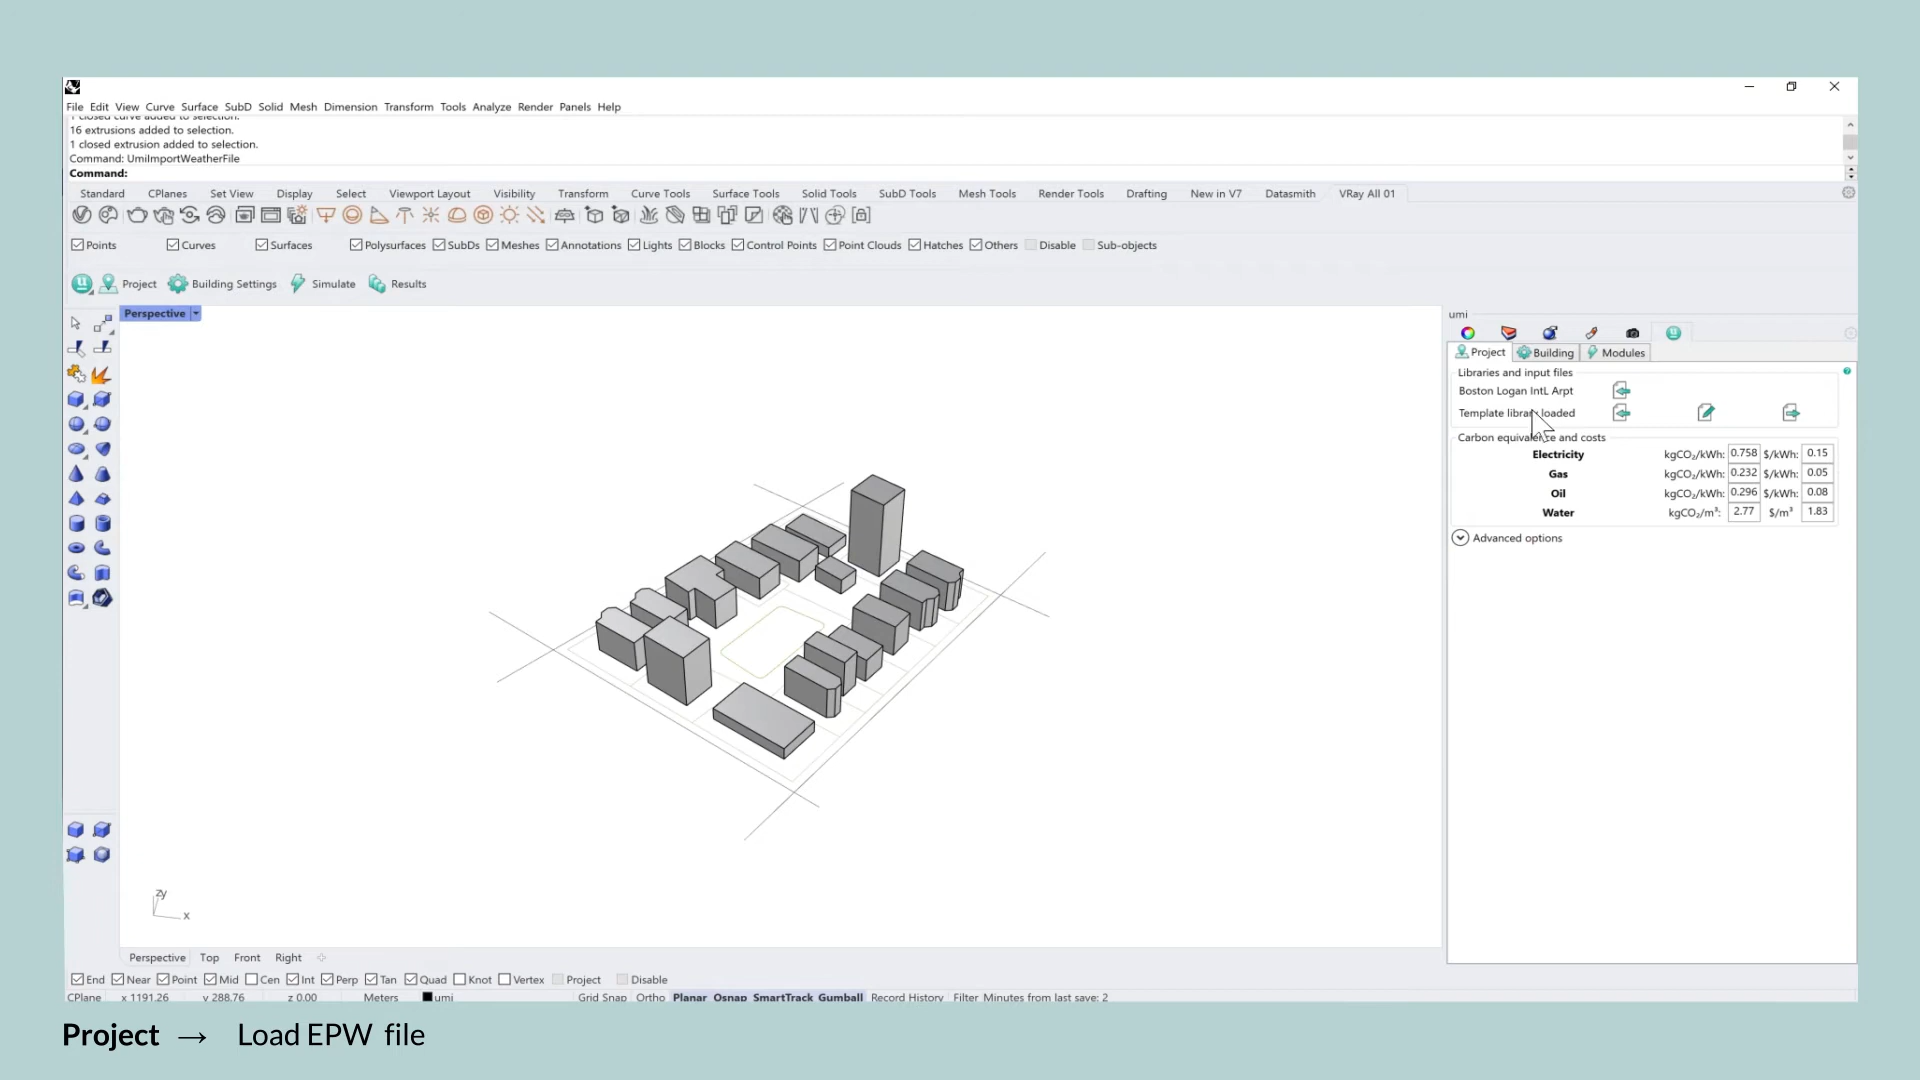 File Edit View Curve Surface SubD Solid Mesh Dimension Transform Tools Analyze Render Panels Help
1 closed curve added to selection.
16 extrusions added to selection.
1 closed extrusion added to selection.
Command: UmiImportWeatherFile
Command:
Standard CPlanes Set View Display Select Viewport Layout Visibility Transform Curve Tools Surface Tools Solid Tools SubD Tools Mesh Tools Render Tools Drafting New in V7 Datasmith VRay All 01
Points Curves Surfaces Polysurfaces SubDs Meshes Annotations Lights Blocks Control Points Point Clouds Hatches Others Disable Sub-objects
Project Building Settings Simulate Results
Perspective
umi
Project Building Modules
Libraries and input files
Boston Logan IntL Arpt
Template library loaded
Carbon equivalence and costs
Electricity kgCO₂/kWh: 0.758 $/kWh: 0.15
Gas kgCO₂/kWh: 0.232 $/kWh: 0.05
Oil kgCO₂/kWh: 0.296 $/kWh: 0.08
Water kgCO₂/m³: 2.77 $/m³ 1.83
Advanced options
zy
x
Perspective Top Front Right
End Near Point Mid Cen Int Perp Tan Quad Knot Vertex Project Disable
CPlane x 1191.26 y 288.76 z 0.00 Meters umi Grid Snap Ortho Planar Osnap SmartTrack Gumball Record History Filter Minutes from last save: 2
Project → Load EPW file